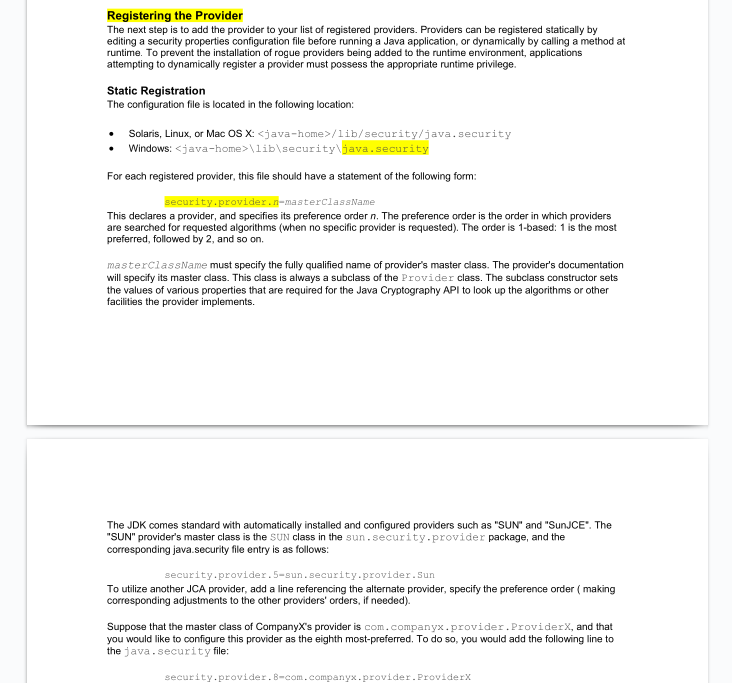 Registering the Provider
The next step is to add the provider to your list of registered providers. Providers can be registered statically by
editing a security properties configuration file before running a Java application, or dynamically by calling a method at
runtime. To prevent the installation of rogue providers being added to the runtime environment, applications
attempting to dynamically register a provider must possess the appropriate runtime privilege.
Static Registration
The configuration file is located in the following location:
• Solaris, Linux, or Mac OS X: <java-home>/lib/security/java.security
• Windows: <java-home>\lib\security\java.security
For each registered provider, this file should have a statement of the following form:
security.provider.n=masterClassName
This declares a provider, and specifies its preference order n. The preference order is the order in which providers
are searched for requested algorithms (when no specific provider is requested). The order is 1-based: 1 is the most
preferred, followed by 2, and so on.
masterClassName must specify the fully qualified name of provider's master class. The provider's documentation
will specify its master class. This class is always a subclass of the Provider class. The subclass constructor sets
the values of various properties that are required for the Java Cryptography API to look up the algorithms or other
facilities the provider implements.
The JDK comes standard with automatically installed and configured providers such as "SUN" and "SunJCE". The
"SUN" provider's master class is the SUN class in the sun.security.provider package, and the
corresponding java.security file entry is as follows:
security.provider.5=sun.security.provider.Sun
To utilize another JCA provider, add a line referencing the alternate provider, specify the preference order ( making
corresponding adjustments to the other providers' orders, if needed).
Suppose that the master class of CompanyX's provider is com.companyx.provider.ProviderX, and that
you would like to configure this provider as the eighth most-preferred. To do so, you would add the following line to
the java.security file:
security.provider.8=com.companyx.provider.ProviderX